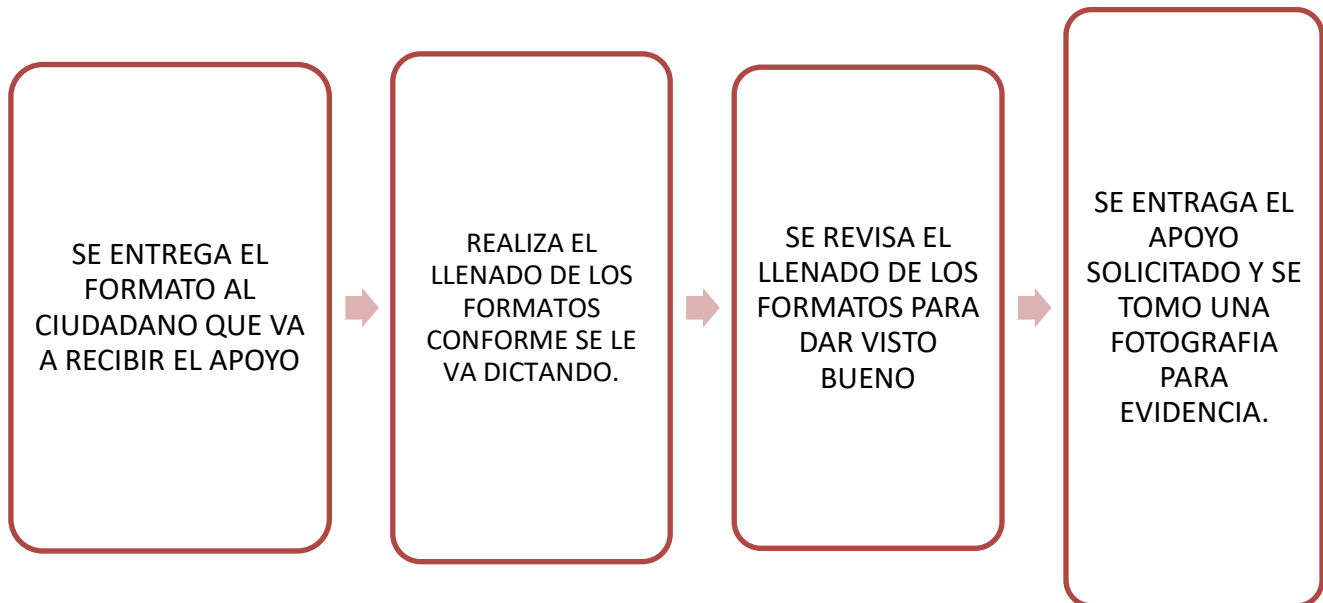 SE ENTREGA EL
FORMATO AL
CIUDADANO QUE VA
A RECIBIR EL APOYO
REALIZA EL
LLENADO DE LOS
FORMATOS
CONFORME SE LE
VA DICTANDO.
SE REVISA EL
LLENADO DE LOS
FORMATOS PARA
DAR VISTO
BUENO
SE ENTRAGA EL
APOYO
SOLICITADO Y SE
TOMO UNA
FOTOGRAFIA
PARA
EVIDENCIA.